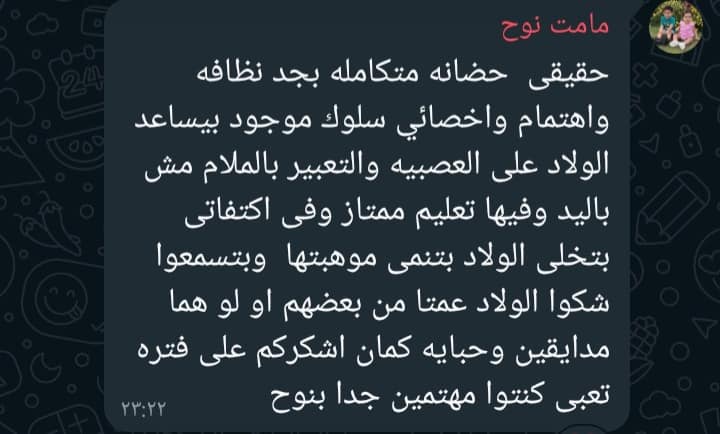 مامت نوح
حقيقى حضانه متكامله بجد نظافه
واهتمام واخصائي سلوك موجود بيساعد
الولاد على العصبيه والتعبير بالملام مش
باليد وفيها تعليم ممتاز وفى اكتفاتى
بتخلى الولاد بتنمى موهبتها وبتسمعوا
شكوا الولاد عمتا من بعضهم او لو هما
مدايقين وحبايه كمان اشكركم على فتره
تعبى كنتوا مهتمين جدا بنوح
٢٣:٢٢